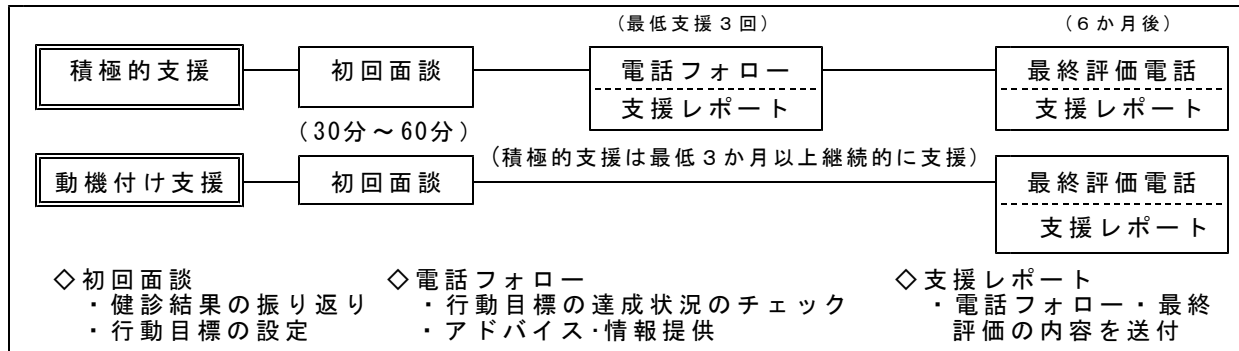 （最低支援３回） （６か月後）
積極的支援 初回面談 電話フォロー 最終評価電話
支援レポート 支援レポート
（30分～60分）
（積極的支援は最低３か月以上継続的に支援）
動機付け支援 初回面談 最終評価電話
支援レポート
◇初回面談 ◇電話フォロー ◇支援レポート
・健診結果の振り返り ・行動目標の達成状況のチェック ・電話フォロー・最終
・行動目標の設定 ・アドバイス･情報提供 評価の内容を送付